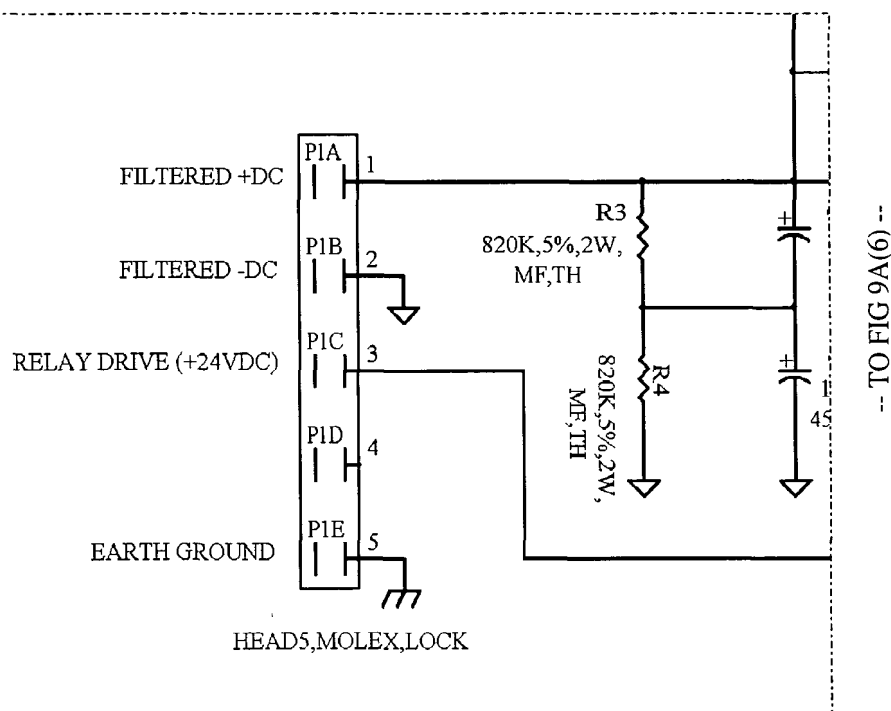 P1A
1
FILTERED +DC
P1B
2
FILTERED -DC
P1C
3
RELAY DRIVE (+24VDC)
P1D
4
P1E
5
EARTH GROUND
HEAD5,MOLEX,LOCK
R3
820K,5%,2W,
MF,TH
R4
820K,5%,2W,
MF,TH
+
+
1
45
-- TO FIG 9A(6) --